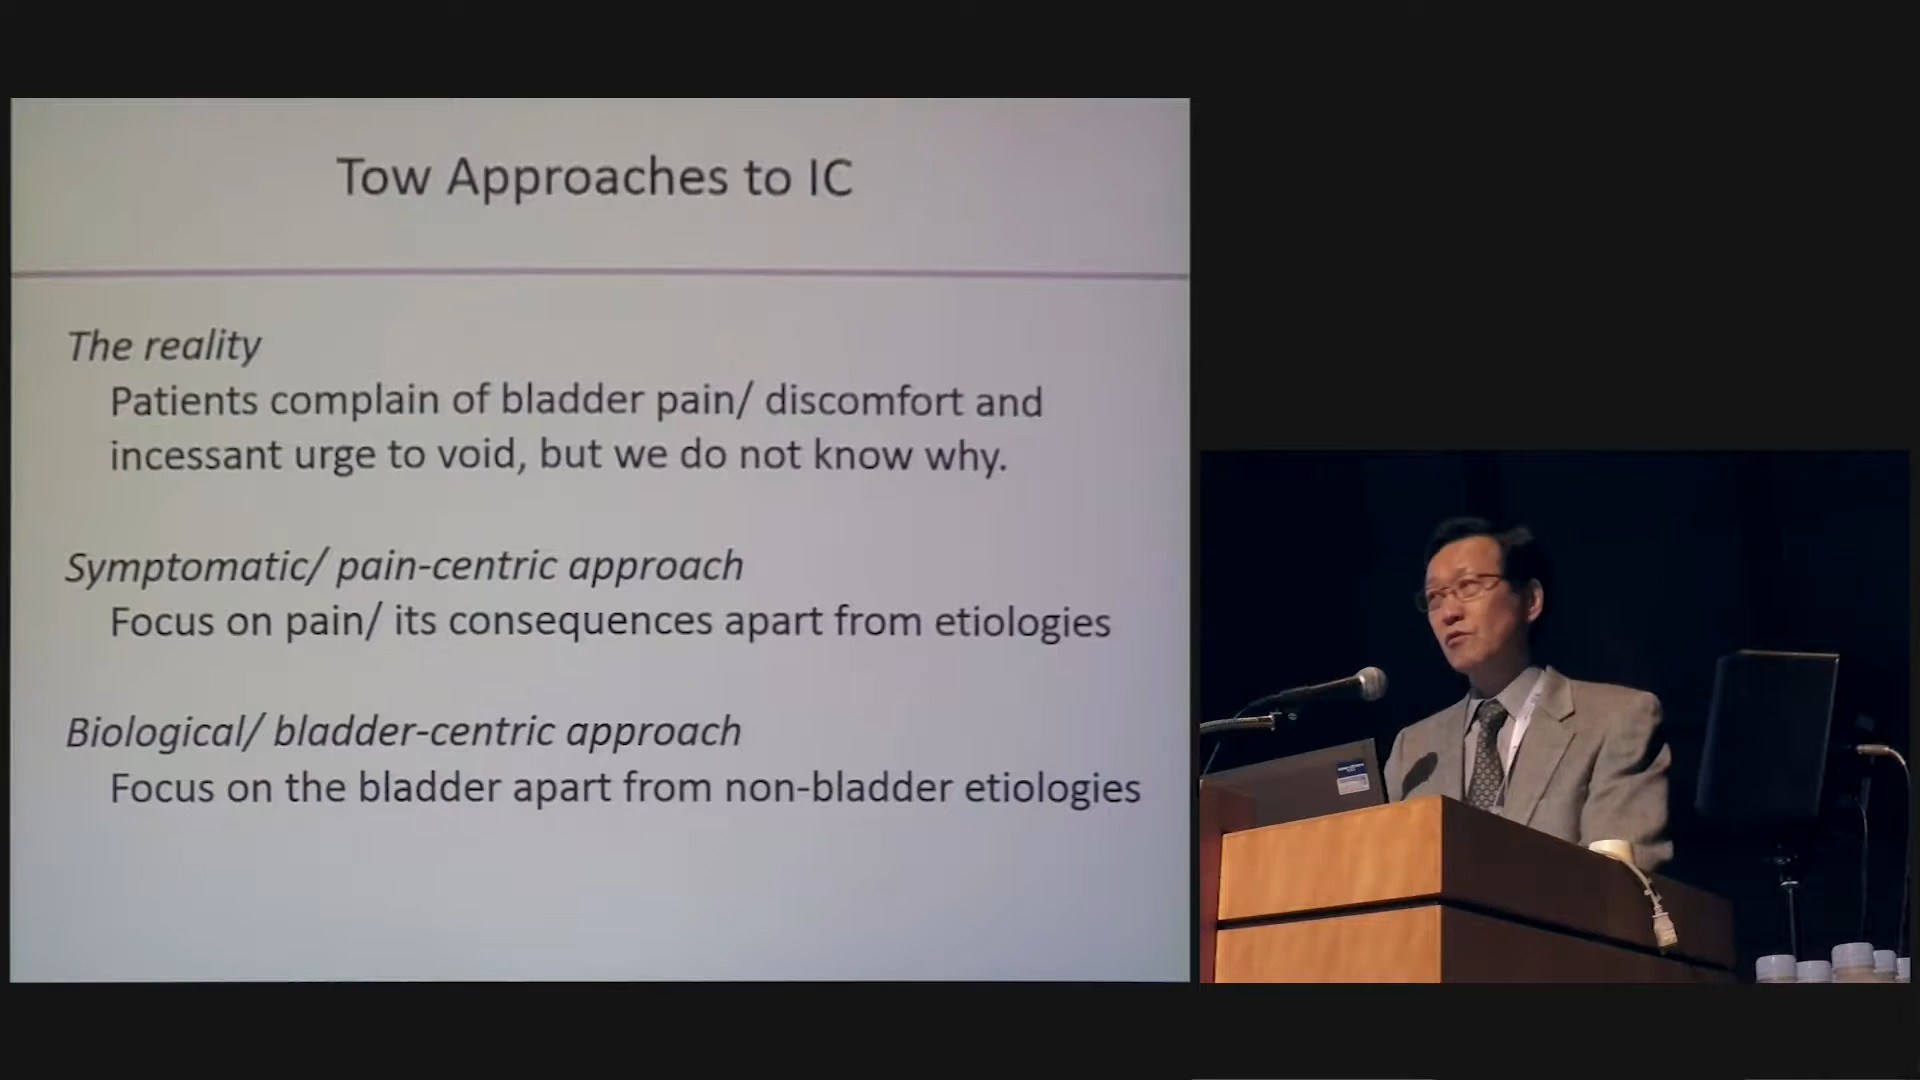 Tow Approaches to IC
The reality
Patients complain of bladder pain/ discomfort and
incessant urge to void, but we do not know why.
Symptomatic/ pain-centric approach
Focus on pain/ its consequences apart from etiologies
Biological/ bladder-centric approach
Focus on the bladder apart from non-bladder etiologies